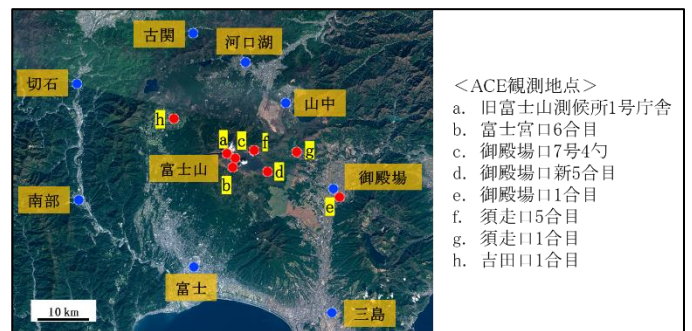 古関
河口湖
切石
山中
h
a
c
f
g
富士山
d
b
御殿場
南部
e
富士
10 km
三島
＜ACE観測地点＞
a. 旧富士山測候所1号庁舎
b. 富士宮口6合目
c. 御殿場口7号4勺
d. 御殿場口新5合目
e. 御殿場口1合目
f. 須走口5合目
g. 須走口1合目
h. 吉田口1合目